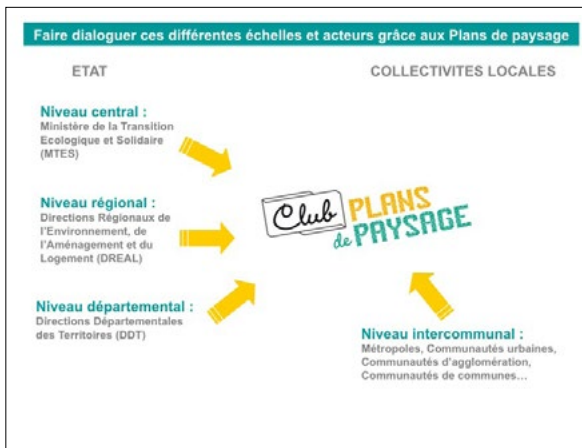 Faire dialoguer ces différentes échelles et acteurs grâce aux Plans de paysage
ETAT
COLLECTIVITES LOCALES
Niveau central :
Ministère de la Transition
Ecologique et Solidaire
(MTES)
Niveau régional :
Directions Régionaux de
l'Environnement, de
l'Aménagement et du
Logement (DREAL)
Niveau départemental :
Directions Départementales
des Territoires (DDT)
Club PLANS
de PAYSAGE
Niveau intercommunal :
Métropoles, Communautés urbaines,
Communautés d'agglomération,
Communautés de communes…